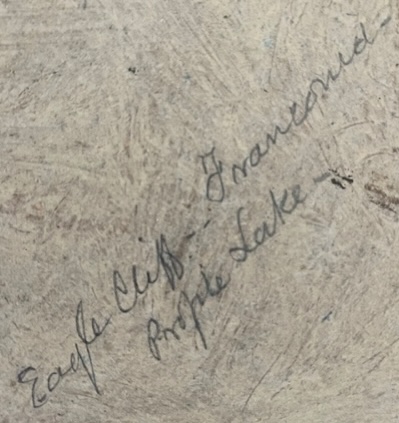 Eagle Cliff - Franconia -
Profile Lake -